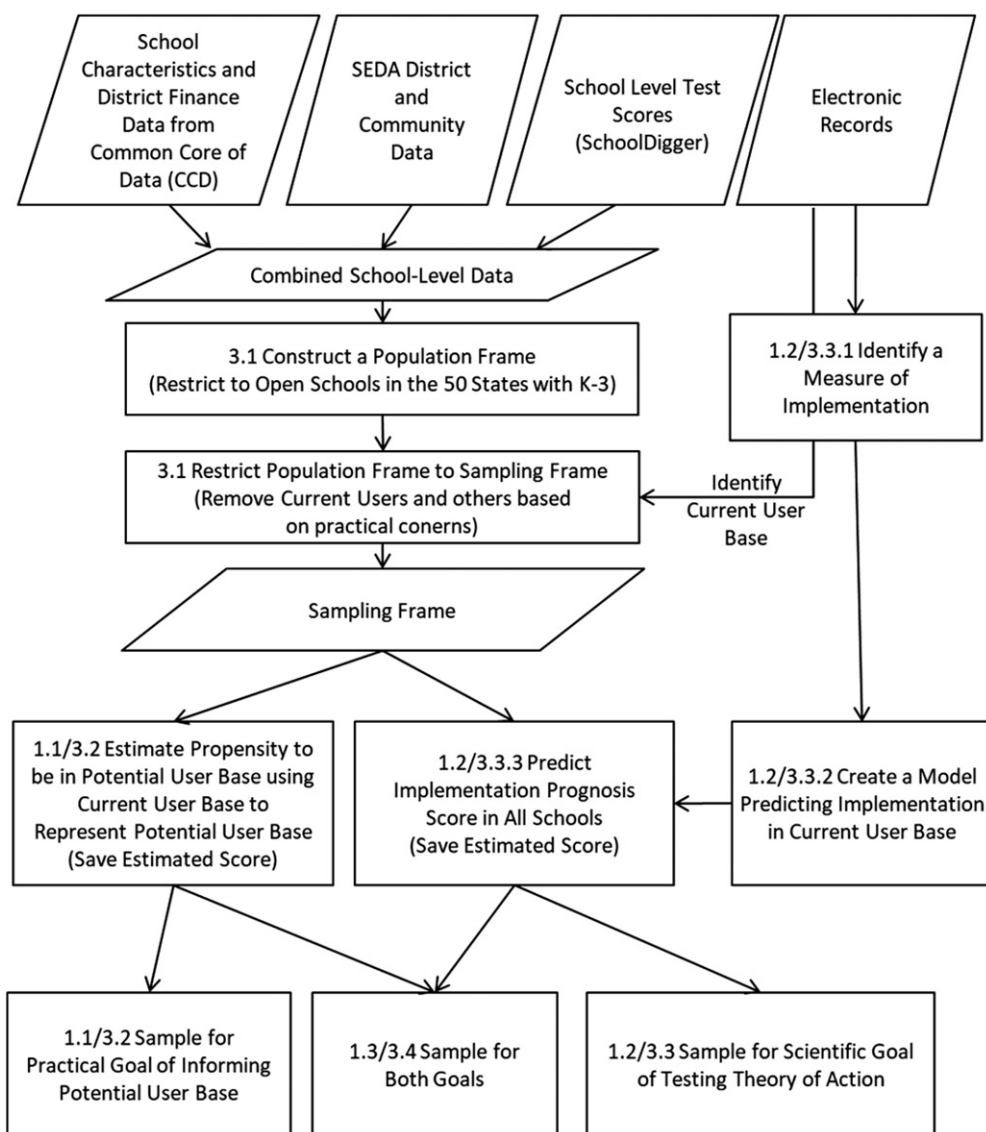 School
Characteristics and
District Finance
Data from
Common Core of
Data (CCD)
SEDA District
and
Community
Data
School Level Test
Scores
(SchoolDigger)
Electronic
Records
Combined School-Level Data
3.1 Construct a Population Frame
(Restrict to Open Schools in the 50 States with K-3)
1.2/3.3.1 Identify a
Measure of
Implementation
3.1 Restrict Population Frame to Sampling Frame
(Remove Current Users and others based
on practical conerns)
Identify
Current User
Base
Sampling Frame
1.1/3.2 Estimate Propensity to
be in Potential User Base using
Current User Base to
Represent Potential User Base
(Save Estimated Score)
1.2/3.3.3 Predict
Implementation Prognosis
Score in All Schools
(Save Estimated Score)
1.2/3.3.2 Create a Model
Predicting Implementation
in Current User Base
1.1/3.2 Sample for
Practical Goal of Informing
Potential User Base
1.3/3.4 Sample for
Both Goals
1.2/3.3 Sample for Scientific Goal
of Testing Theory of Action